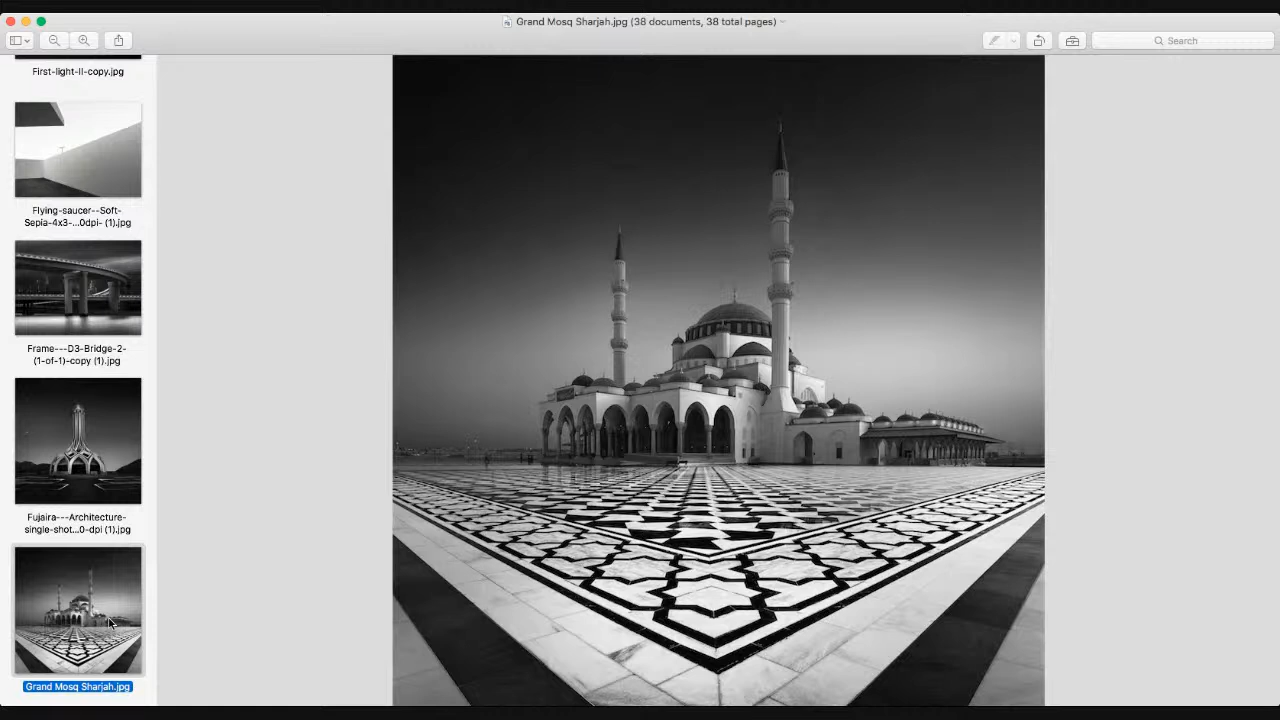 Grand Mosq Sharjah.jpg (38 documents, 38 total pages)
Search
First-light-II-copy.jpg
Flying-saucer--Soft-
Sepia-4x3-...0dpi- (1).jpg
Frame---D3-Bridge-2-
(1-of-1)-copy (1).jpg
Fujaira---Architecture-
single-shot...0-dpi (1).jpg
Grand Mosq Sharjah.jpg